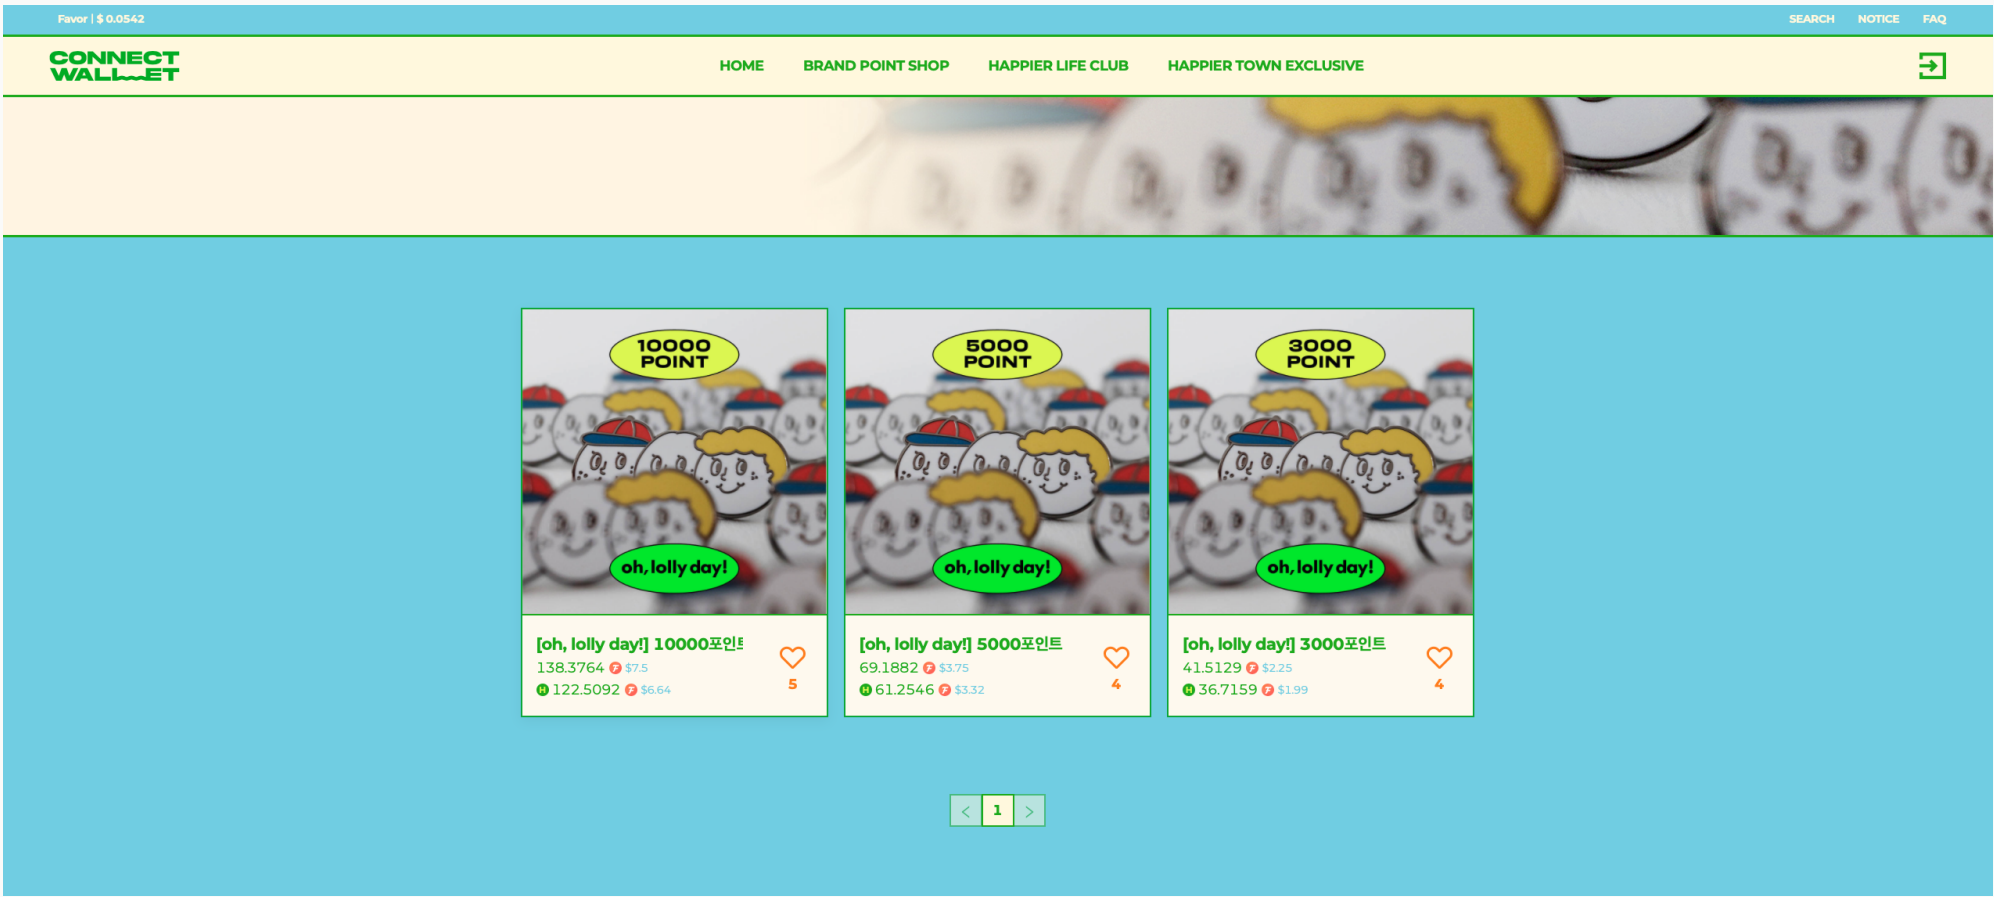 Favor | $ 0.0542
SEARCH NOTICE FAQ
CONNECT
WALLET
HOME BRAND POINT SHOP HAPPIER LIFE CLUB HAPPIER TOWN EXCLUSIVE
10000
POINT
oh, lolly day!
[oh, lolly day!] 10000포인트
138.3764 $7.5
H 122.5092 $6.64
5
5000
POINT
oh, lolly day!
[oh, lolly day!] 5000포인트
69.1882 $3.75
H 61.2546 $3.32
4
3000
POINT
oh, lolly day!
[oh, lolly day!] 3000포인트
41.5129 $2.25
H 36.7159 $1.99
4
< 1 >